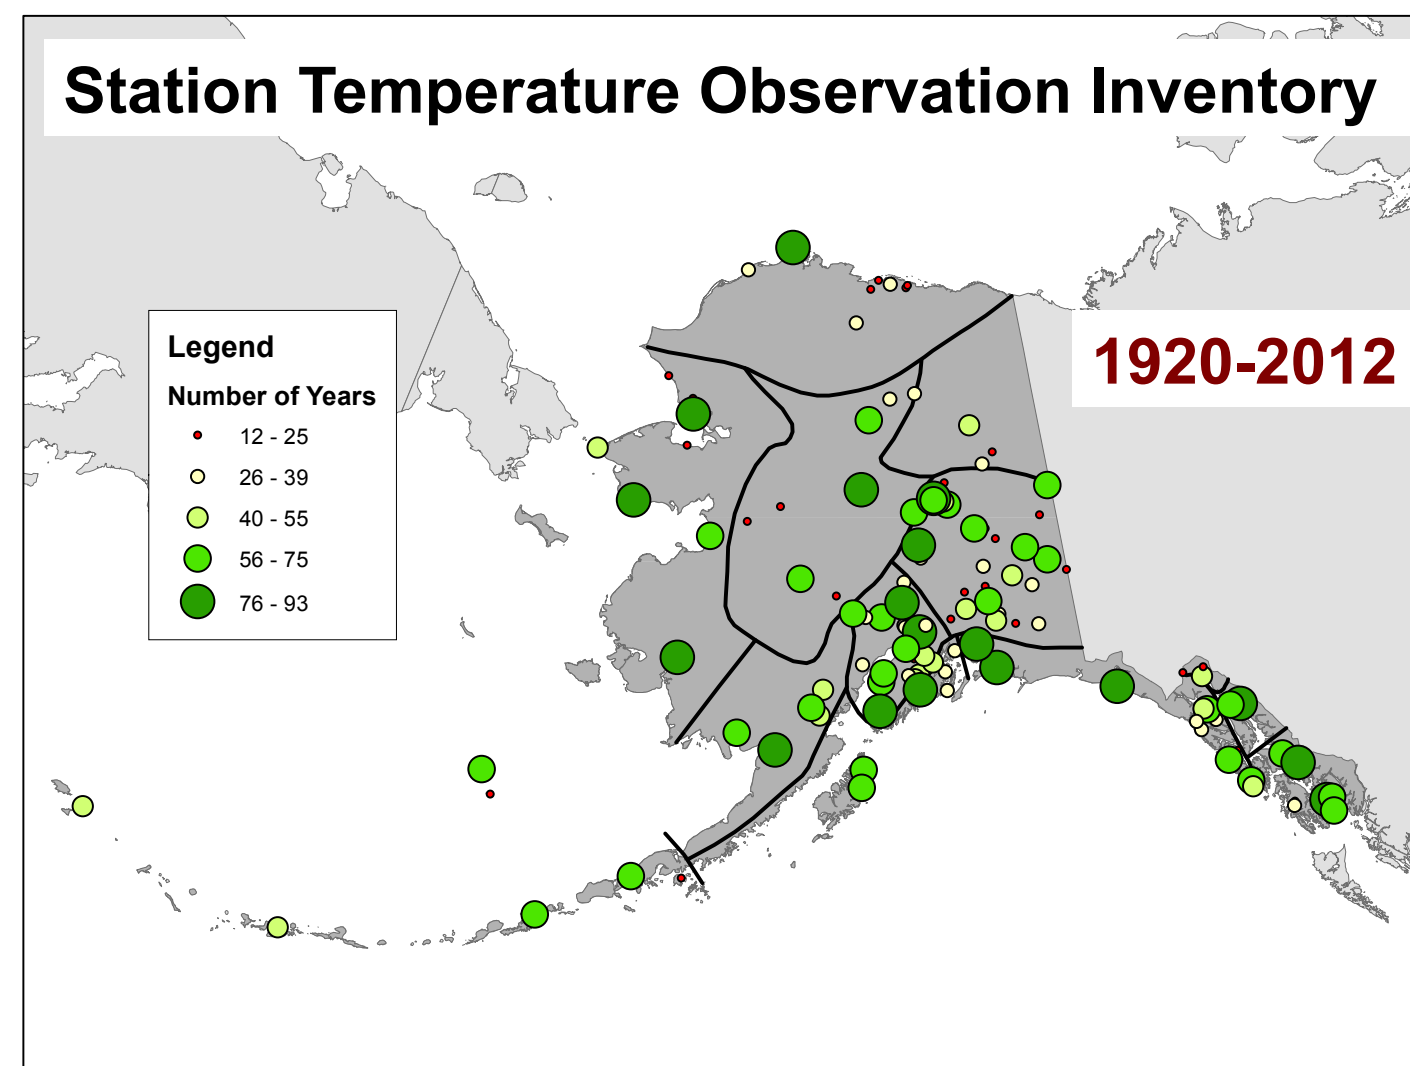 Station Temperature Observation Inventory
1920-2012
Legend
Number of Years
12 - 25
26 - 39
40 - 55
56 - 75
76 - 93